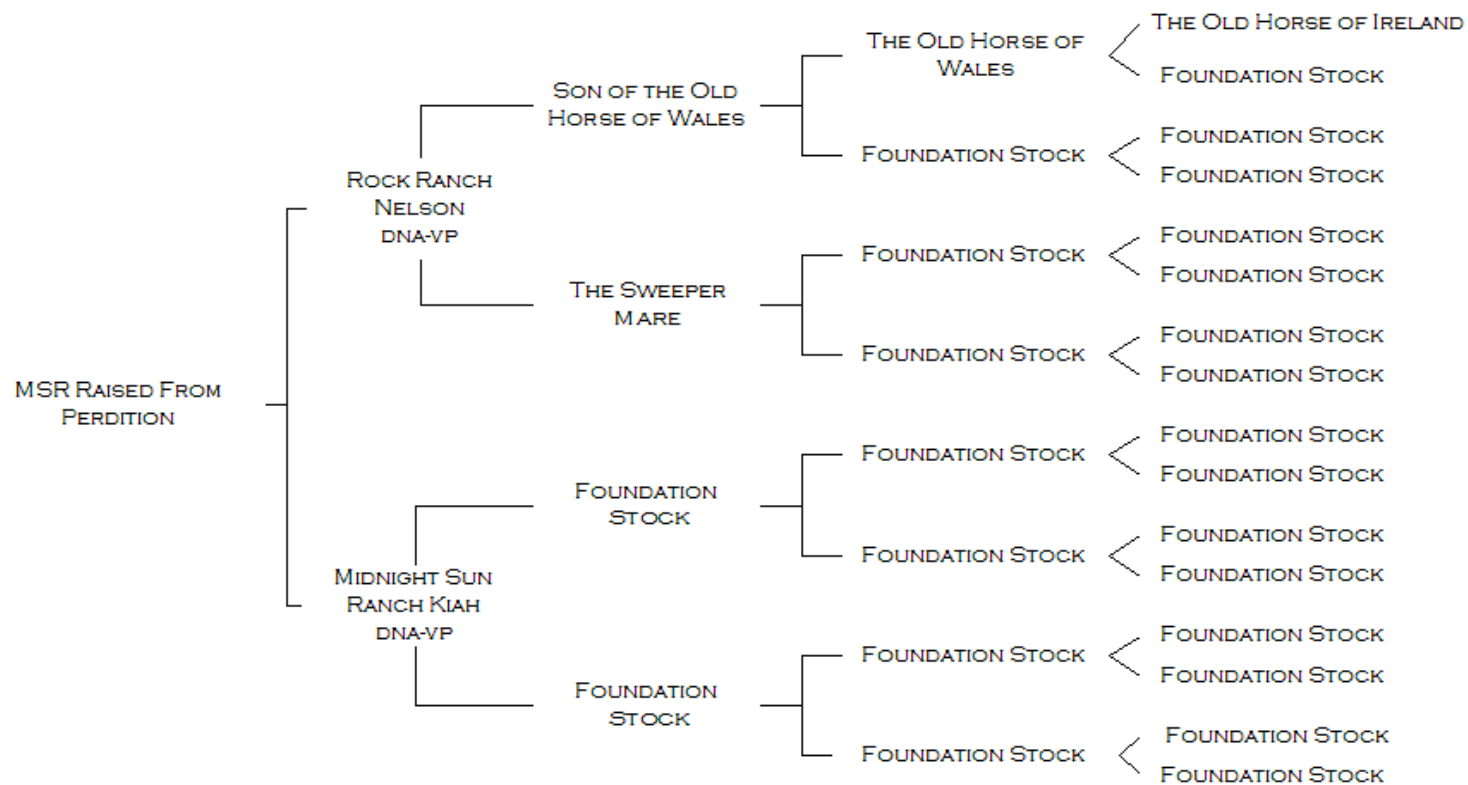 The Old Horse of Ireland
The Old Horse of
Wales
Foundation Stock
Son of the Old
Horse of Wales
Foundation Stock
Foundation Stock
Foundation Stock
Rock Ranch
Nelson
DNA-VP
Foundation Stock
Foundation Stock
Foundation Stock
The Sweeper
Mare
Foundation Stock
Foundation Stock
Foundation Stock
MSR Raised From
Perdition
Foundation Stock
Foundation Stock
Foundation Stock
Foundation
Stock
Foundation Stock
Foundation Stock
Foundation Stock
Midnight Sun
Ranch Kiah
DNA-VP
Foundation Stock
Foundation Stock
Foundation Stock
Foundation
Stock
Foundation Stock
Foundation Stock
Foundation Stock